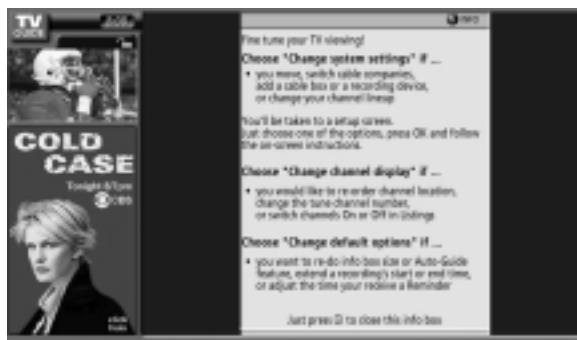 TV
GUIDE
INFO
Fine tune your TV viewing!
Choose "Change system settings" if ...
• you move, switch cable companies,
add a cable box or a recording device,
or change your channel lineup
You'll be taken to a setup screen.
Just choose one of the options, press OK and follow
the on-screen instructions.
Choose "Change channel display" if ...
• you would like to re-order channel location,
change the tune channel number,
or switch channels On or Off in Listings
Choose "Change default options" if ...
• you want to re-do info box size or Auto-Guide
feature, extend a recording's start or end time,
or adjust the time your receive a Reminder
Just press to close this info box
COLD
CASE
Tonight 8/7pm
CBS